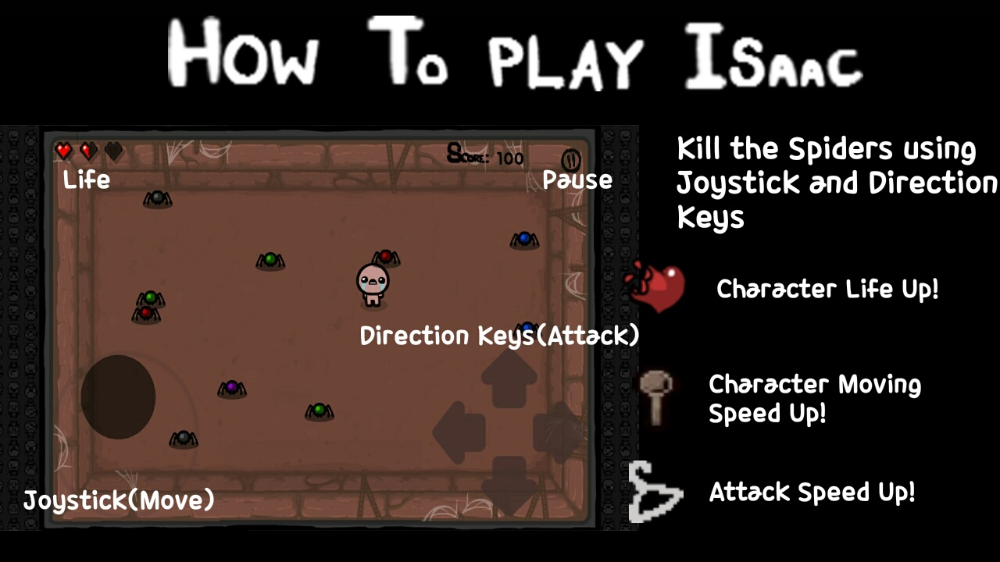 How To PLAY ISAAC
Score: 100
Life
Pause
Direction Keys(Attack)
Joystick(Move)
Kill the Spiders using
Joystick and Direction
Keys
Character Life Up!
Character Moving
Speed Up!
Attack Speed Up!